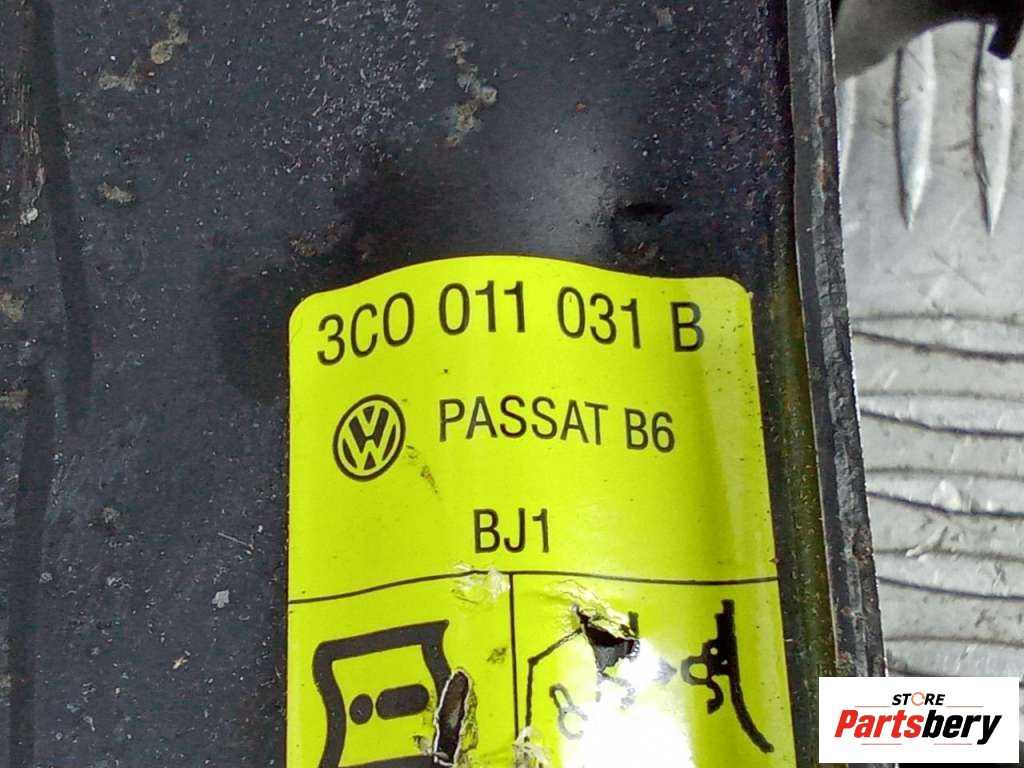 3C0 011 031 B
PASSAT B6
BJ1
STORE
Partsbery